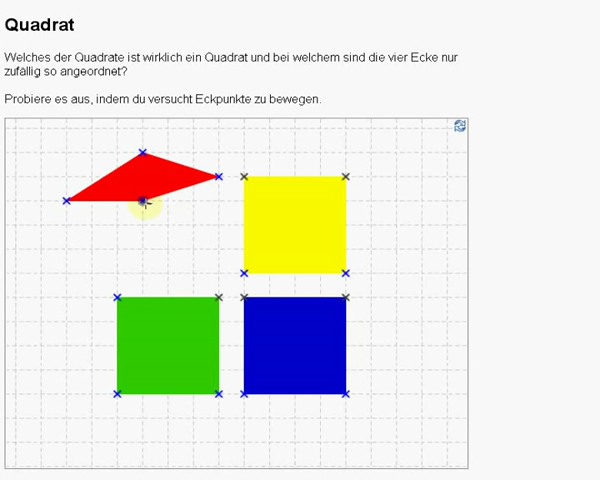 Quadrat
Welches der Quadrate ist wirklich ein Quadrat und bei welchem sind die vier Ecke nur
zufällig so angeordnet?
Probiere es aus, indem du versucht Eckpunkte zu bewegen.